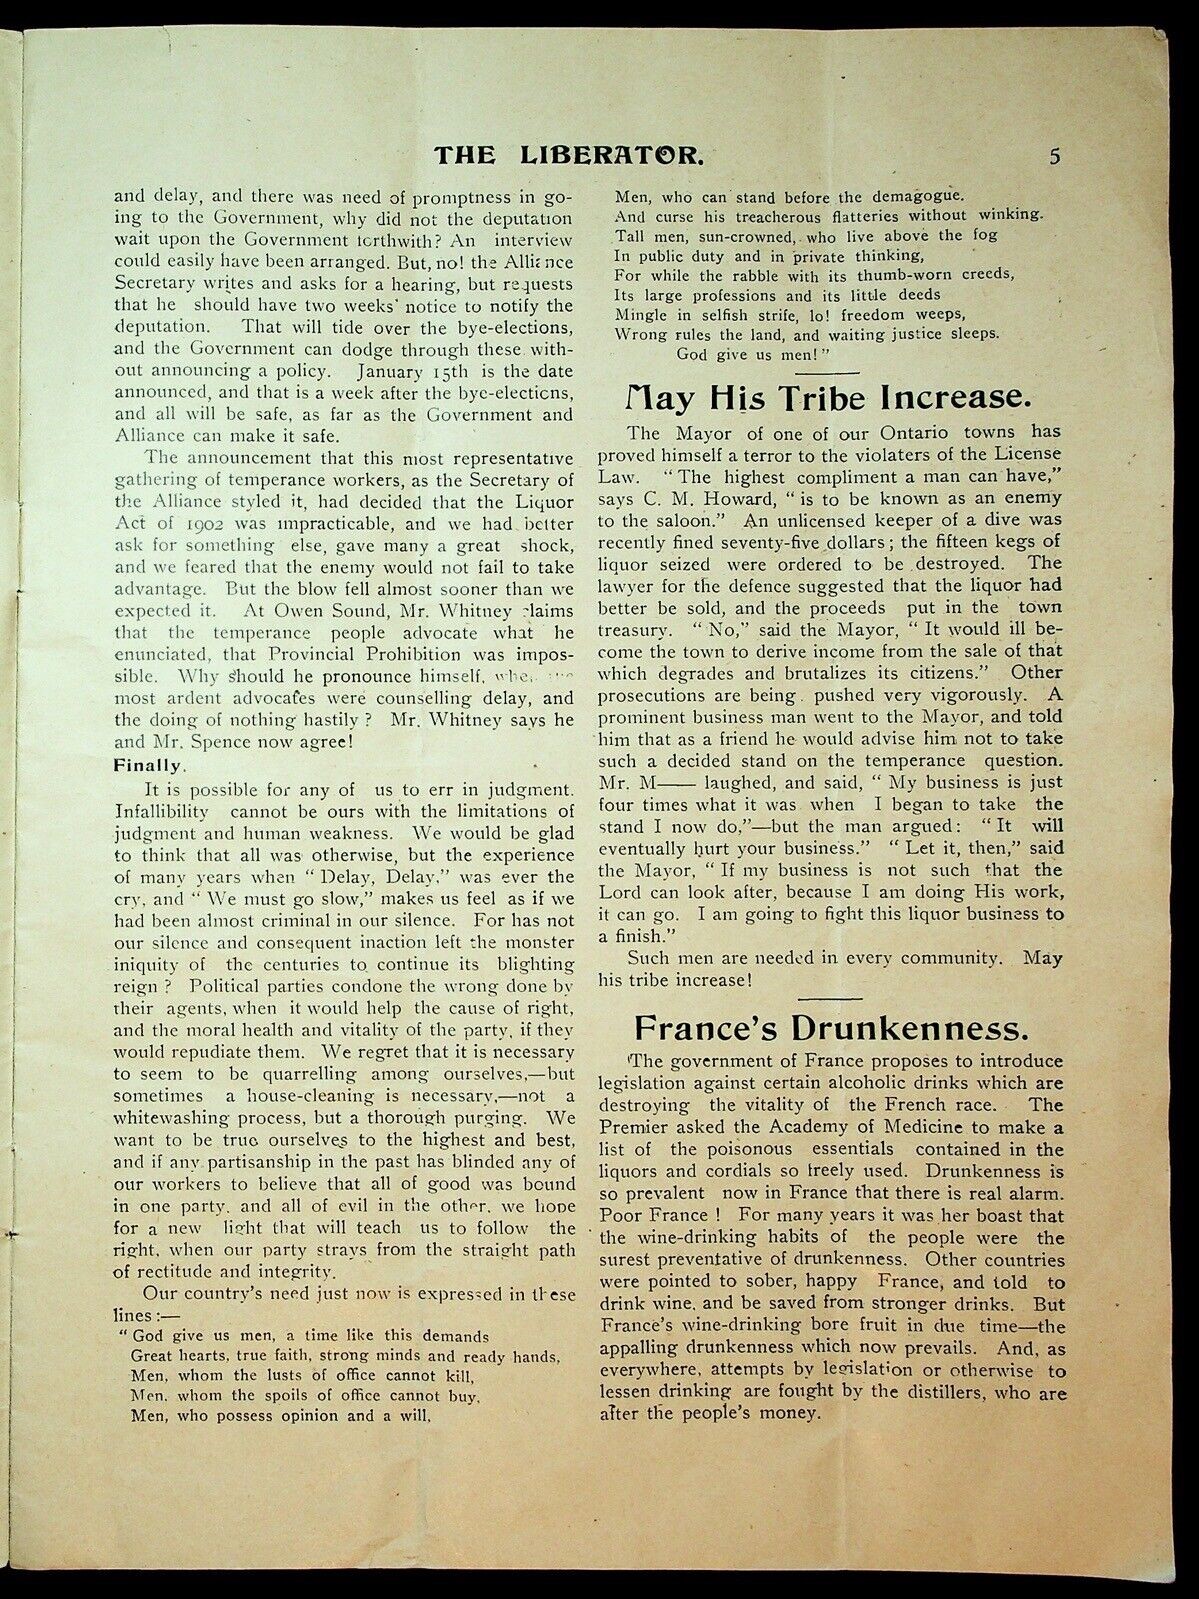 THE LIBERATOR.
5
and delay, and there was need of promptness in go-
ing to the Government, why did not the deputation
wait upon the Government forthwith? An interview
could easily have been arranged. But, no! the Alliance
Secretary writes and asks for a hearing, but requests
that he should have two weeks' notice to notify the
deputation. That will tide over the bye-elections,
and the Government can dodge through these with-
out announcing a policy. January 15th is the date
announced, and that is a week after the bye-elections,
and all will be safe, as far as the Government and
Alliance can make it safe.
The announcement that this most representative
gathering of temperance workers, as the Secretary of
the Alliance styled it, had decided that the Liquor
Act of 1902 was impracticable, and we had better
ask for something else, gave many a great shock,
and we feared that the enemy would not fail to take
advantage. But the blow fell almost sooner than we
expected it. At Owen Sound, Mr. Whitney claims
that the temperance people advocate what he
enunciated, that Provincial Prohibition was impos-
sible. Why should he pronounce himself,
most ardent advocates were counselling delay, and
the doing of nothing hastily? Mr. Whitney says he
and Mr. Spence now agree!
Finally.
It is possible for any of us to err in judgment.
Infallibility cannot be ours with the limitations of
judgment and human weakness. We would be glad
to think that all was otherwise, but the experience
of many years when "Delay, Delay," was ever the
cry, and "We must go slow," makes us feel as if we
had been almost criminal in our silence. For has not
our silence and consequent inaction left the monster
iniquity of the centuries to continue its blighting
reign? Political parties condone the wrong done by
their agents, when it would help the cause of right,
and the moral health and vitality of the party, if they
would repudiate them. We regret that it is necessary
to seem to be quarrelling among ourselves,—but
sometimes a house-cleaning is necessary,—not a
whitewashing process, but a thorough purging. We
want to be true ourselves to the highest and best,
and if any partisanship in the past has blinded any of
our workers to believe that all of good was bound
in one party, and all of evil in the other, we hope
for a new light that will teach us to follow the
right, when our party strays from the straight path
of rectitude and integrity.
Our country's need just now is expressed in these
lines:—
"God give us men, a time like this demands
Great hearts, true faith, strong minds and ready hands,
Men, whom the lusts of office cannot kill,
Men, whom the spoils of office cannot buy,
Men, who possess opinion and a will,
Men, who can stand before the demagogue.
And curse his treacherous flatteries without winking.
Tall men, sun-crowned, who live above the fog
In public duty and in private thinking,
For while the rabble with its thumb-worn creeds,
Its large professions and its little deeds
Mingle in selfish strife, lo! freedom weeps,
Wrong rules the land, and waiting justice sleeps.
God give us men!"
May His Tribe Increase.
The Mayor of one of our Ontario towns has
proved himself a terror to the violaters of the License
Law. "The highest compliment a man can have,"
says C. M. Howard, "is to be known as an enemy
to the saloon." An unlicensed keeper of a dive was
recently fined seventy-five dollars; the fifteen kegs of
liquor seized were ordered to be destroyed. The
lawyer for the defence suggested that the liquor had
better be sold, and the proceeds put in the town
treasury. "No," said the Mayor, "It would ill be-
come the town to derive income from the sale of that
which degrades and brutalizes its citizens." Other
prosecutions are being pushed very vigorously. A
prominent business man went to the Mayor, and told
him that as a friend he would advise him not to take
such a decided stand on the temperance question.
Mr. M—— laughed, and said, "My business is just
four times what it was when I began to take the
stand I now do,"—but the man argued: "It will
eventually hurt your business." "Let it, then," said
the Mayor, "If my business is not such that the
Lord can look after, because I am doing His work,
it can go. I am going to fight this liquor business to
a finish."
Such men are needed in every community. May
his tribe increase!
France's Drunkenness.
The government of France proposes to introduce
legislation against certain alcoholic drinks which are
destroying the vitality of the French race. The
Premier asked the Academy of Medicine to make a
list of the poisonous essentials contained in the
liquors and cordials so freely used. Drunkenness is
so prevalent now in France that there is real alarm.
Poor France! For many years it was her boast that
the wine-drinking habits of the people were the
surest preventative of drunkenness. Other countries
were pointed to sober, happy France, and told to
drink wine, and be saved from stronger drinks. But
France's wine-drinking bore fruit in due time—the
appalling drunkenness which now prevails. And, as
everywhere, attempts by legislation or otherwise to
lessen drinking are fought by the distillers, who are
after the people's money.